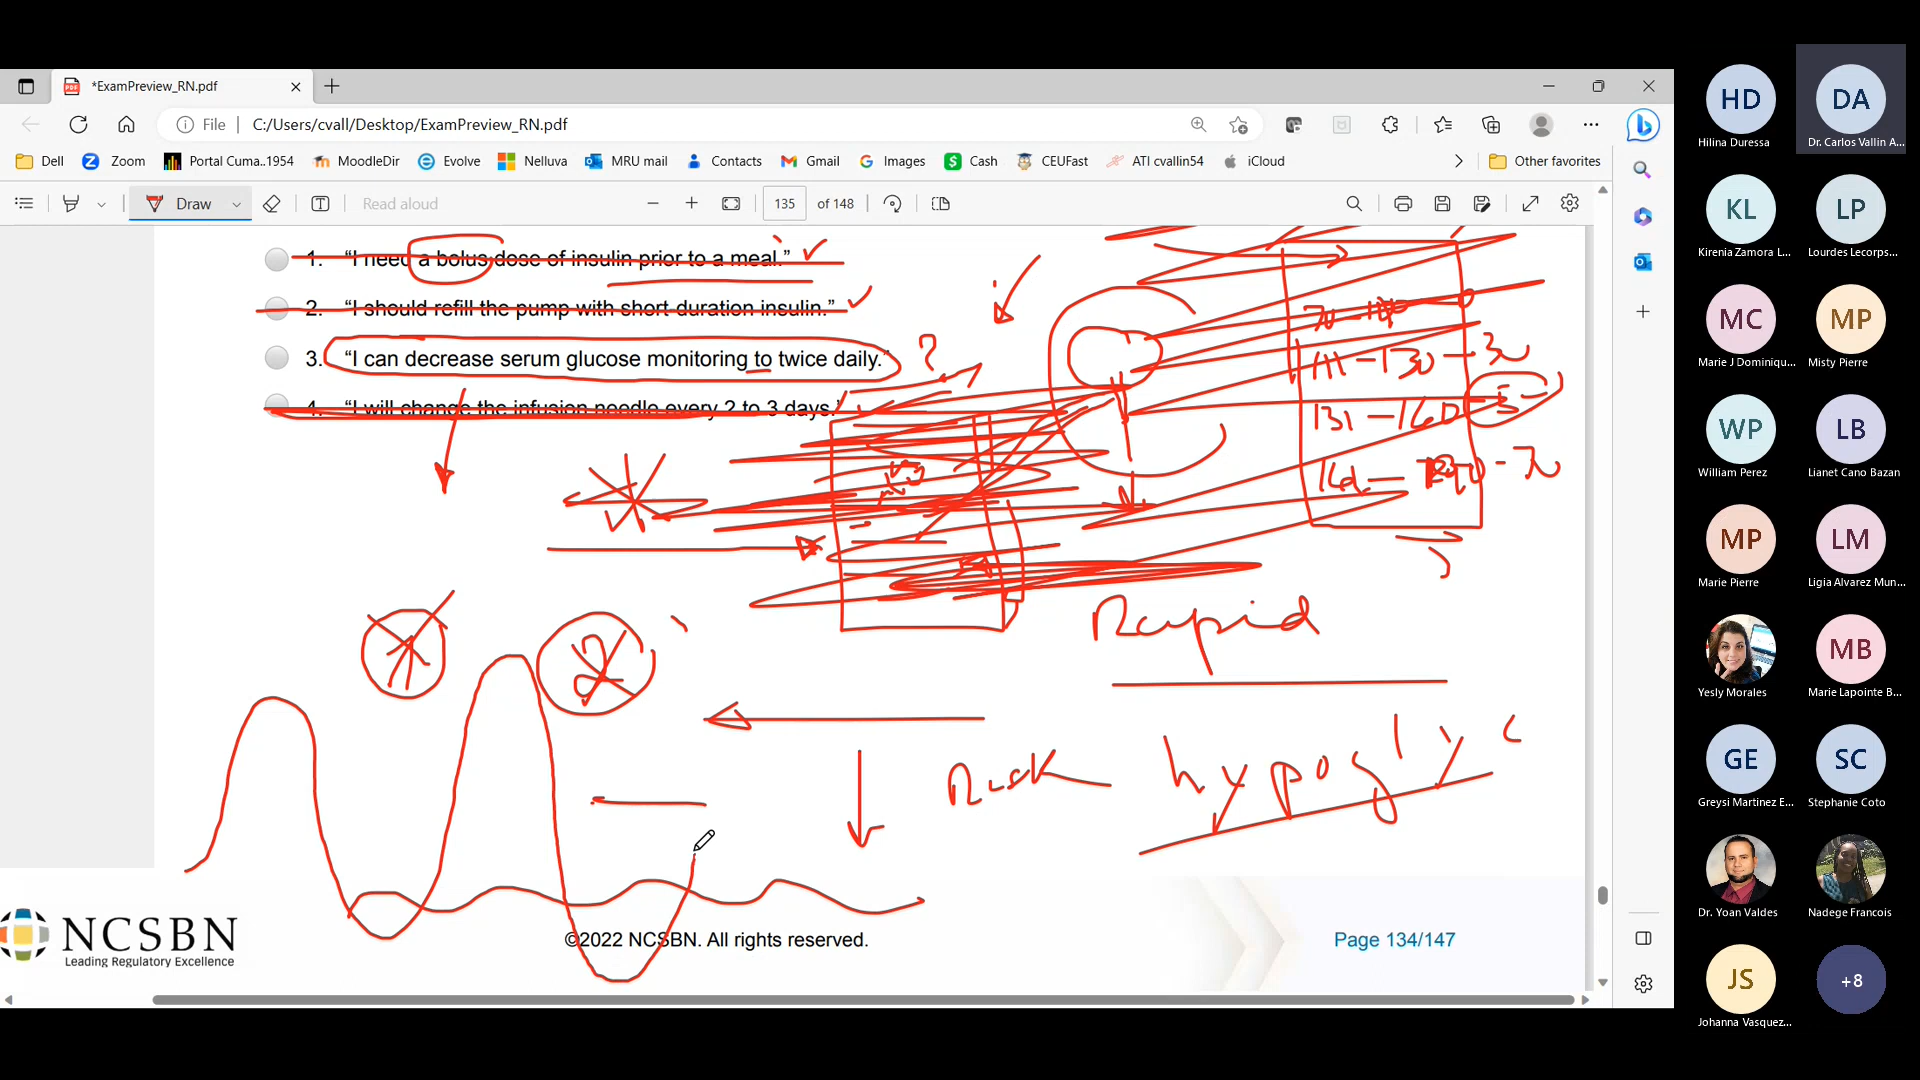 *ExamPreview_RN.pdf
File
C:/Users/cvall/Desktop/ExamPreview_RN.pdf
Dell Zoom Portal Cuma..1954 MoodleDir Evolve Nelluva MRU mail Contacts Gmail Images Cash CEUFast ATI cvallin54 iCloud Other favorites
Draw Read aloud 135 of 148
1. “I need a bolus dose of insulin prior to a meal.”
2. “I should refill the pump with short-duration insulin.”
3. “I can decrease serum glucose monitoring to twice daily.”
?
4. “I will change the infusion needle every 2 to 3 days.”
111-130-3u
131-160-5
Rapid
2
Risk hypoglyc
NCSBN
Leading Regulatory Excellence
©2022 NCSBN. All rights reserved.
Page 134/147
HD DA
Hilina Duressa Dr. Carlos Vallin A...
KL LP
Kirenia Zamora L... Lourdes Lecorps...
MC MP
Marie J Dominiqu... Misty Pierre
WP LB
William Perez Lianet Cano Bazan
MP LM
Marie Pierre Ligia Alvarez Mun...
MB
Yesly Morales Marie Lapointe B...
GE SC
Greysi Martinez E... Stephanie Coto
Dr. Yoan Valdes Nadege Francois
JS +8
Johanna Vasquez...